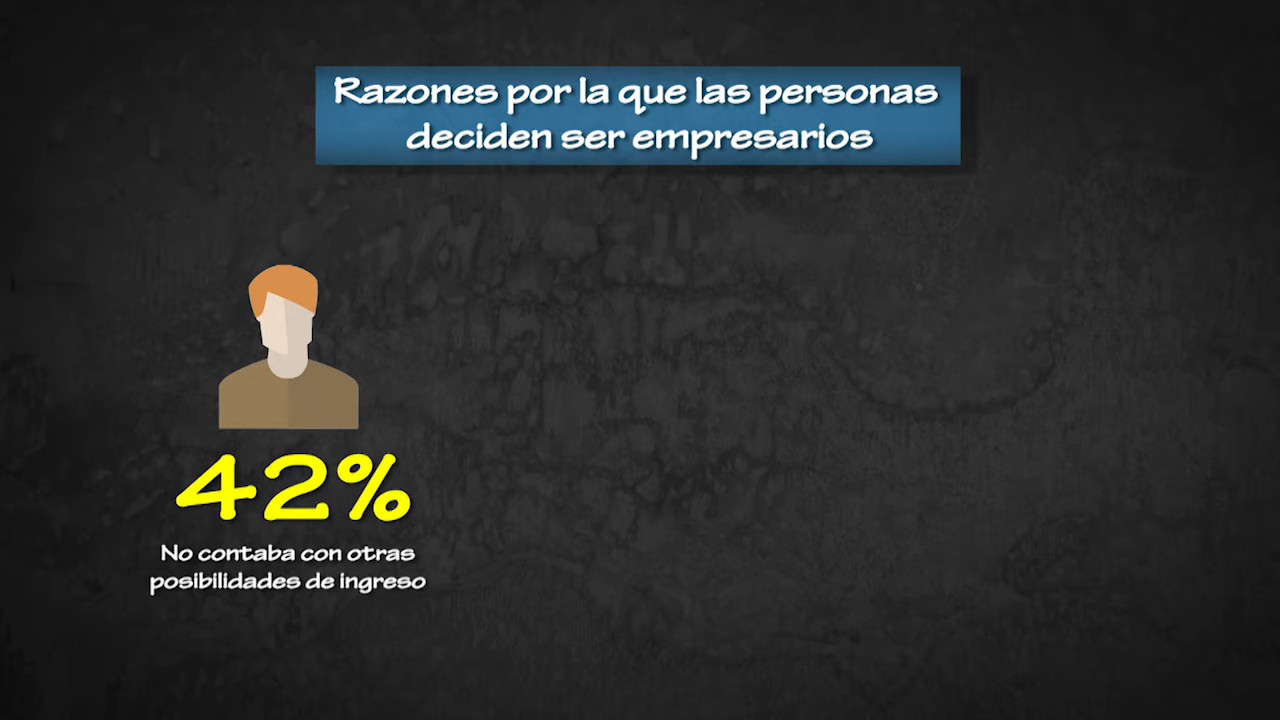 Razones por la que las personas
deciden ser empresarios
42%
No contaba con otras
posibilidades de ingreso